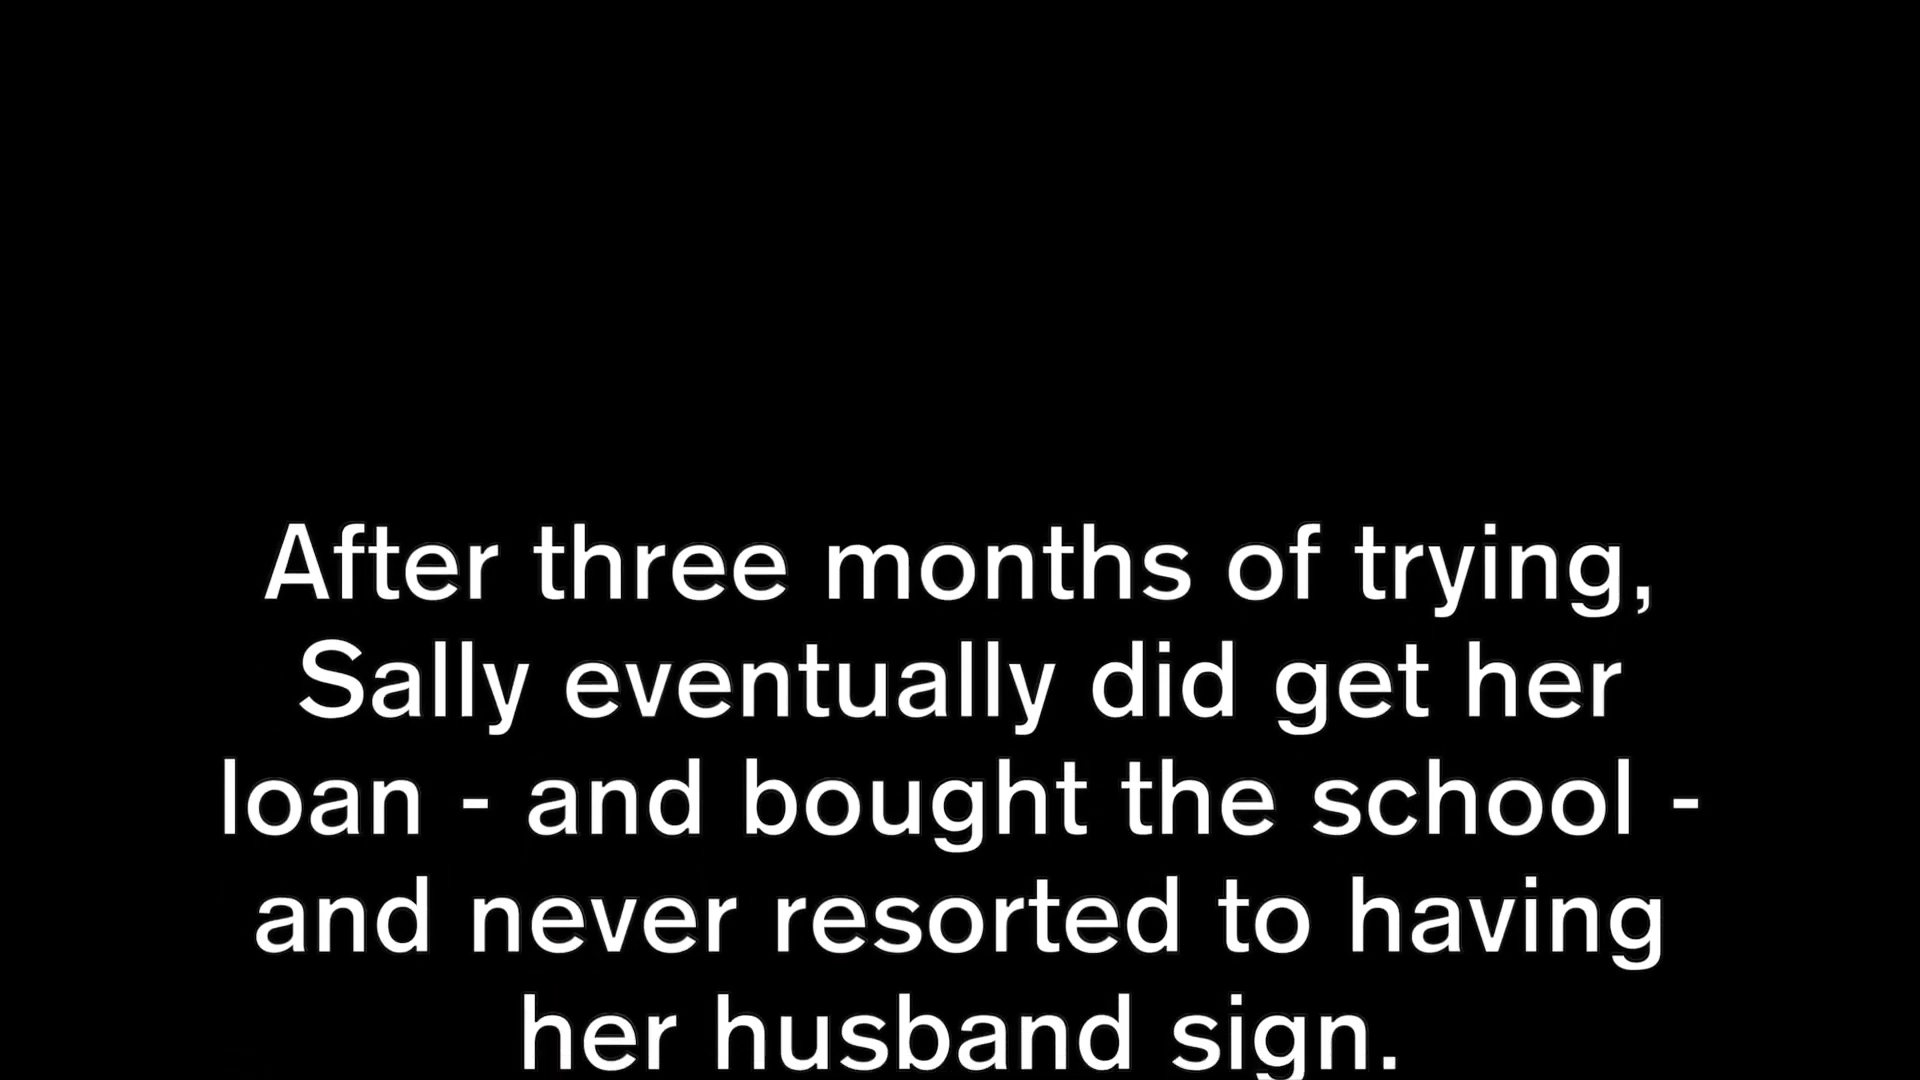 After three months of trying,
Sally eventually did get her
loan - and bought the school -
and never resorted to having
her husband sign.